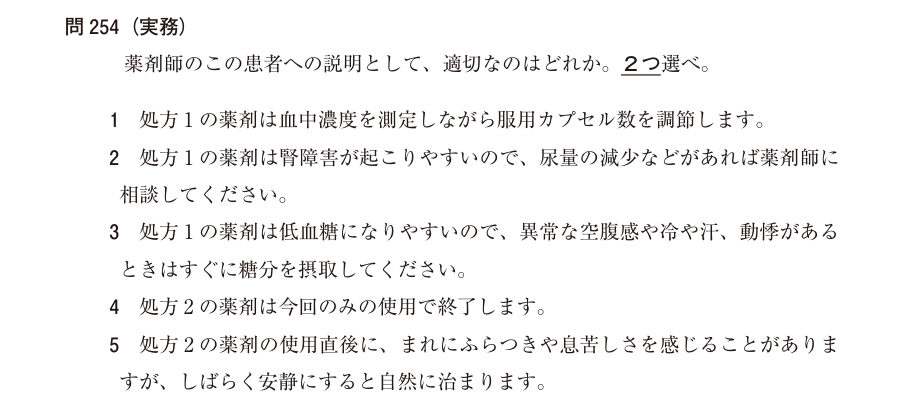 問 254（実務）
薬剤師のこの患者への説明として、適切なのはどれか。２つ選べ。
1 処方１の薬剤は血中濃度を測定しながら服用カプセル数を調節します。
2 処方１の薬剤は腎障害が起こりやすいので、尿量の減少などがあれば薬剤師に
相談してください。
3 処方１の薬剤は低血糖になりやすいので、異常な空腹感や冷や汗、動悸がある
ときはすぐに糖分を摂取してください。
4 処方２の薬剤は今回のみの使用で終了します。
5 処方２の薬剤の使用直後に、まれにふらつきや息苦しさを感じることがありま
すが、しばらく安静にすると自然に治まります。